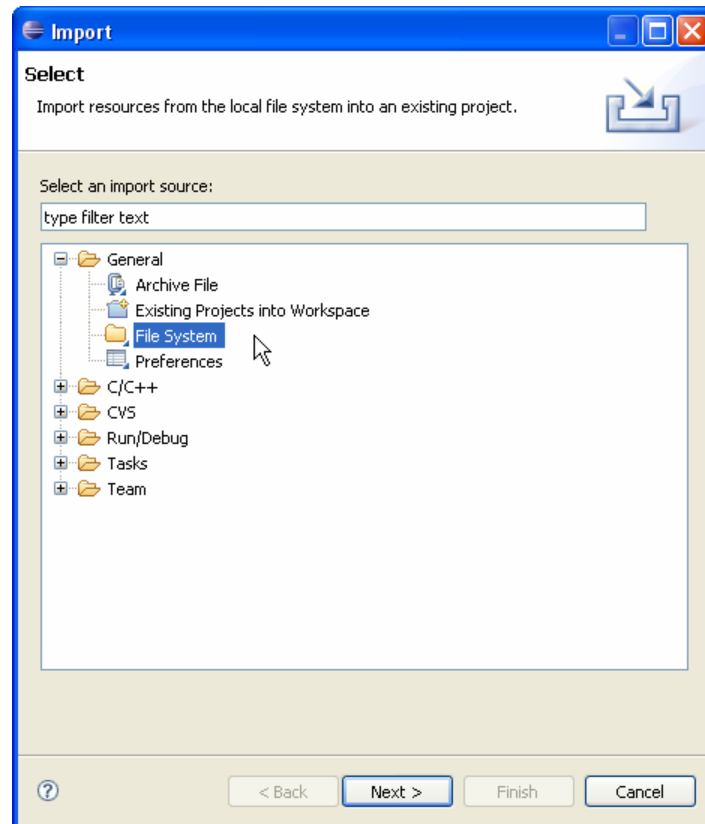 Import
Select
Import resources from the local file system into an existing project.
Select an import source:
type filter text
General
Archive File
Existing Projects into Workspace
File System
Preferences
C/C++
CVS
Run/Debug
Tasks
Team
? < Back Next > Finish Cancel